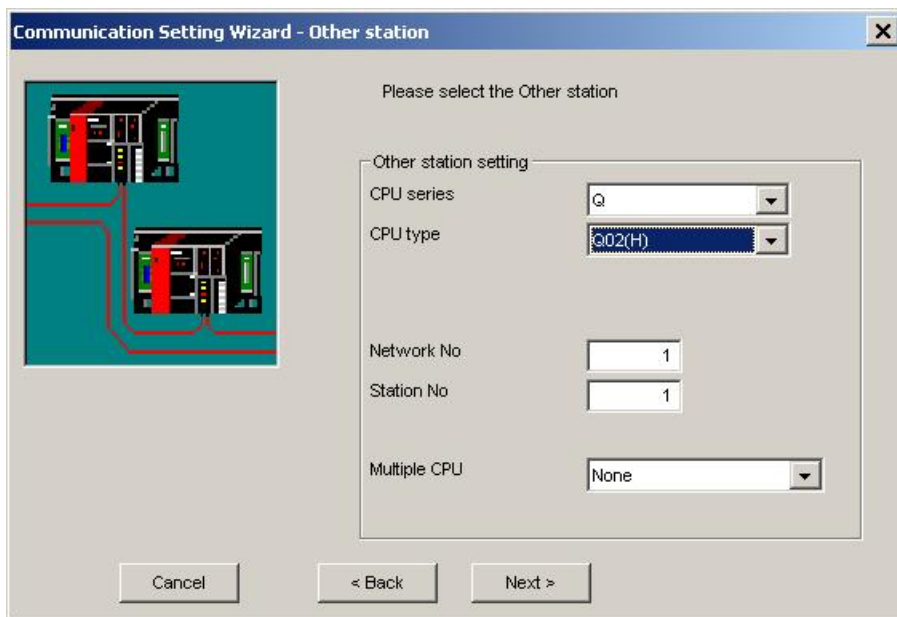 Communication Setting Wizard - Other station
Please select the Other station
Other station setting
CPU series
Q
CPU type
Q02(H)
Network No
1
Station No
1
Multiple CPU
None
Cancel
< Back
Next >